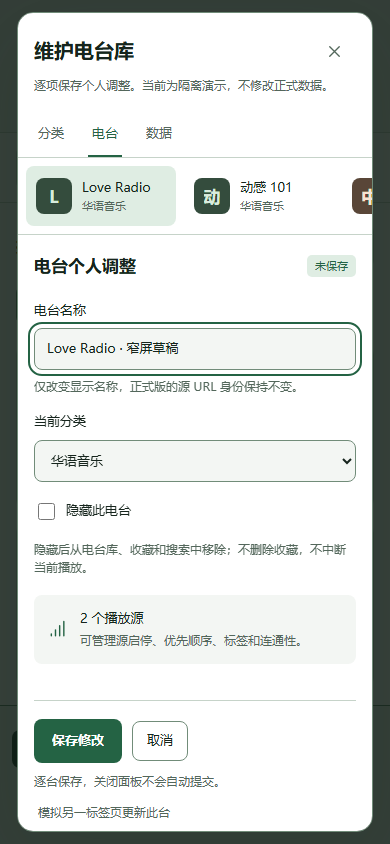 维护电台库
逐项保存个人调整。当前为隔离演示，不修改正式数据。
分类 电台 数据
L Love Radio 华语音乐
动 动感 101 华语音乐
中
电台个人调整 未保存
电台名称
Love Radio · 窄屏草稿
仅改变显示名称，正式版的源 URL 身份保持不变。
当前分类
华语音乐
隐藏此电台
隐藏后从电台库、收藏和搜索中移除；不删除收藏，不中断
当前播放。
2 个播放源
可管理源启停、优先顺序、标签和连通性。
保存修改 取消
逐台保存，关闭面板不会自动提交。
模拟另一标签页更新此台